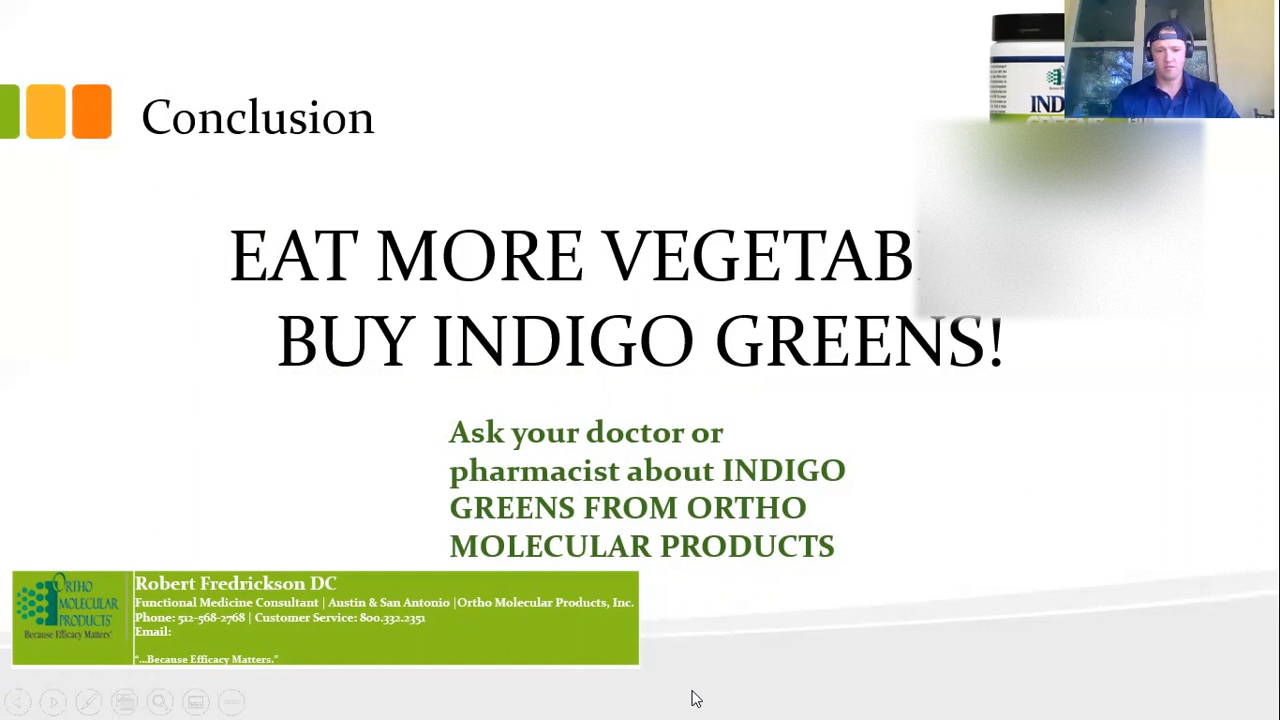 Conclusion
IND
EAT MORE
BUY INDIGO GREENS!
Ask your doctor or
pharmacist about INDIGO
GREENS FROM ORTHO
MOLECULAR PRODUCTS
ORTHO
MOLECULAR
PRODUCTS
Because Efficacy Matters
Robert Fredrickson DC
Functional Medicine Consultant | Austin & San Antonio |Ortho Molecular Products, Inc.
Phone: 512-568-2768 | Customer Service: 800.332.2351
Email:
"...Because Efficacy Matters."